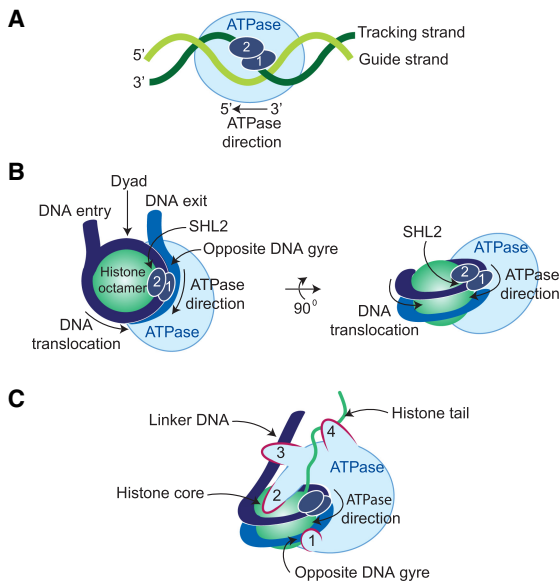 A
ATPase
Tracking strand
Guide strand
2
1
5’
3’
5’ 3’
ATPase
direction
B
Dyad
DNA entry
DNA exit
SHL2
Opposite DNA gyre
Histone
octamer
2
1
ATPase
direction
DNA
translocation
ATPase
90°
SHL2
ATPase
2
1
ATPase
direction
DNA
translocation
C
Linker DNA
Histone tail
4
3
ATPase
Histone core
2
ATPase
direction
1
Opposite DNA gyre